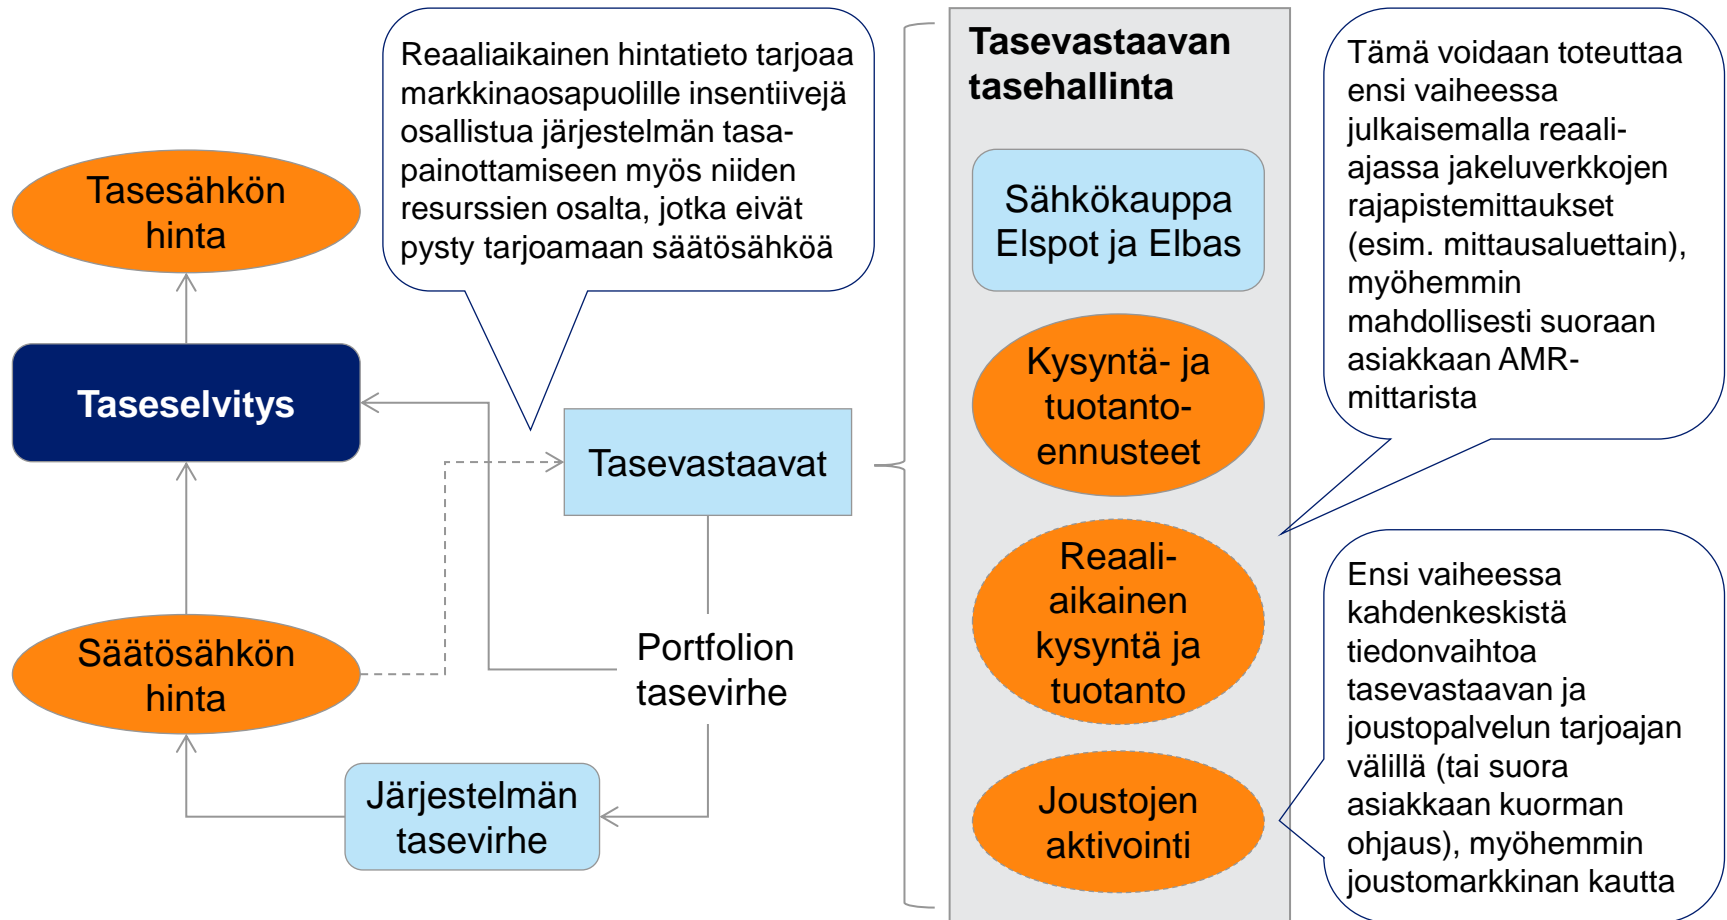 Reaaliaikainen hintatieto tarjoaa
markkinaosapuolille insentiivejä
osallistua järjestelmän tasa-
painottamiseen myös niiden
resurssien osalta, jotka eivät
pysty tarjoamaan säätösähköä
Tasesähkön
hinta
Taseselvitys
Tasevastaavat
Säätösähkön
hinta
Portfolion
tasevirhe
Järjestelmän
tasevirhe
Tasevastaavan
tasehallinta
Sähkökauppa
Elspot ja Elbas
Kysyntä- ja
tuotanto-
ennusteet
Reaali-
aikainen
kysyntä ja
tuotanto
Joustojen
aktivointi
Tämä voidaan toteuttaa
ensi vaiheessa
julkaisemalla reaali-
ajassa jakeluverkkojen
rajapistemittaukset
(esim. mittausaluettain),
myöhemmin
mahdollisesti suoraan
asiakkaan AMR-
mittarista
Ensi vaiheessa
kahdenkeskistä
tiedonvaihtoa
tasevastaavan ja
joustopalvelun tarjoajan
välillä (tai suora
asiakkaan kuorman
ohjaus), myöhemmin
joustomarkkinan kautta